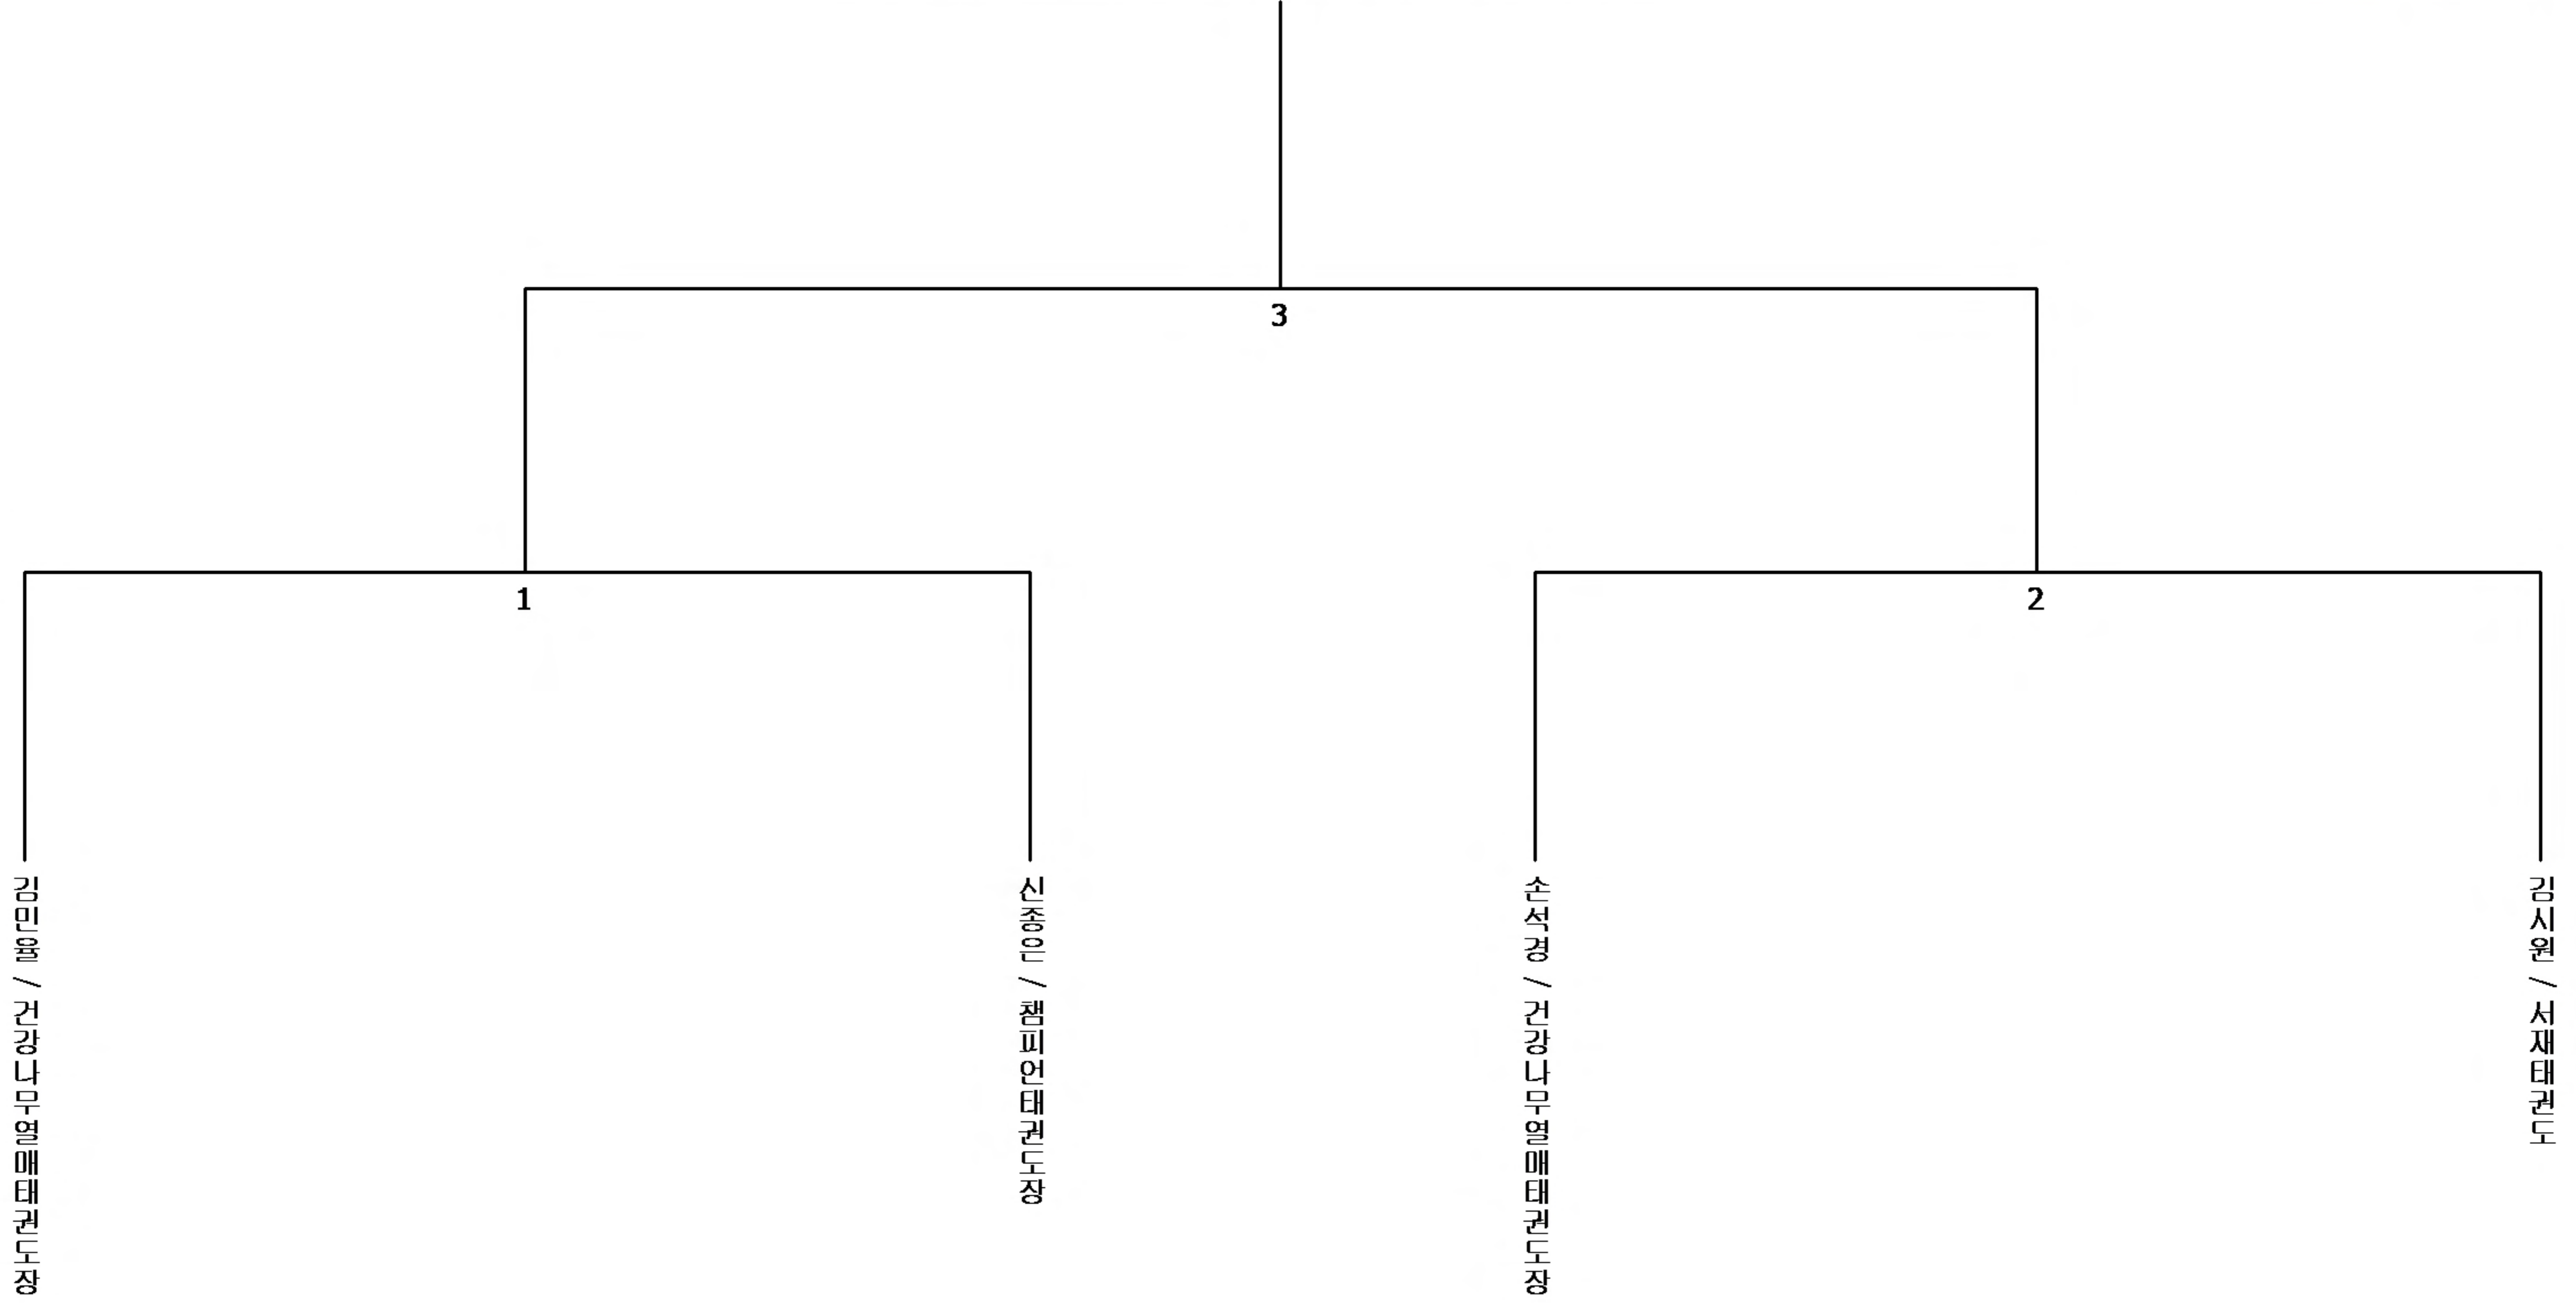 3
1
2
김민율 / 건강나무열매태권도장
신종은 / 챔피언태권도장
손석경 / 건강나무열매태권도장
김시원 / 서재태권도